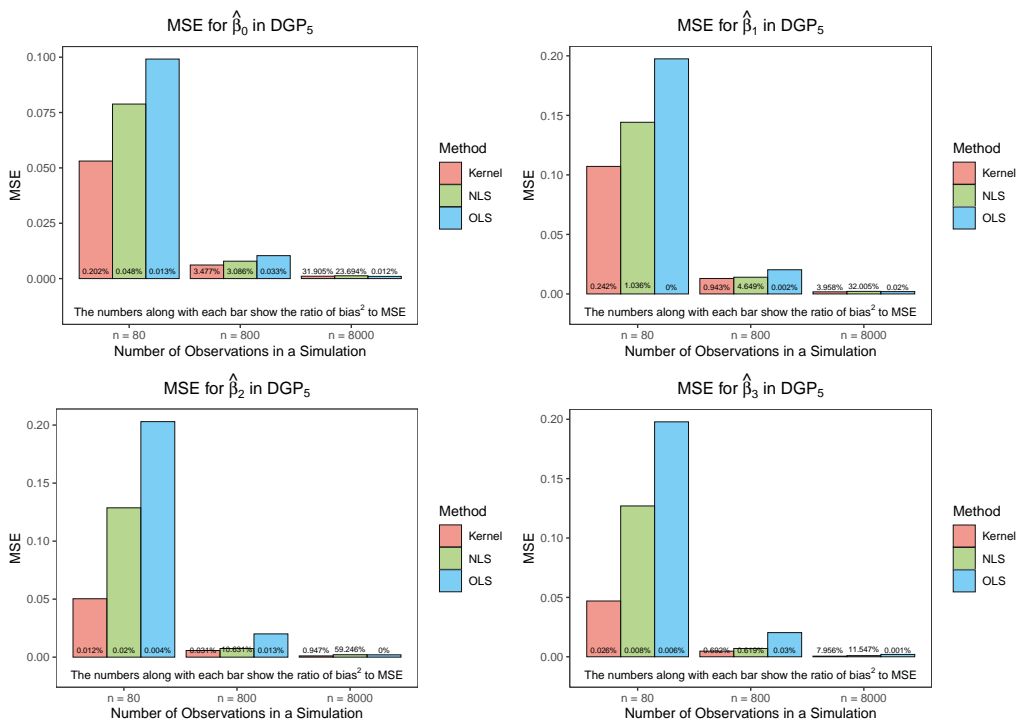 MSE for β̂₀ in DGP₅
MSE
0.100
0.075
0.050
0.025
0.000
0.202% 0.048% 0.013% 3.477% 3.086% 0.033% 31.905% 23.694% 0.012%
The numbers along with each bar show the ratio of bias² to MSE
n = 80 n = 800 n = 8000
Number of Observations in a Simulation
Method
Kernel
NLS
OLS
MSE for β̂₁ in DGP₅
MSE
0.20
0.15
0.10
0.05
0.00
0.242% 1.036% 0% 0.943% 4.649% 0.002% 3.958% 32.005% 0.02%
The numbers along with each bar show the ratio of bias² to MSE
n = 80 n = 800 n = 8000
Number of Observations in a Simulation
Method
Kernel
NLS
OLS
MSE for β̂₂ in DGP₅
MSE
0.20
0.15
0.10
0.05
0.00
0.012% 0.02% 0.004% 0.031% 10.631% 0.013% 0.947% 59.246% 0%
The numbers along with each bar show the ratio of bias² to MSE
n = 80 n = 800 n = 8000
Number of Observations in a Simulation
Method
Kernel
NLS
OLS
MSE for β̂₃ in DGP₅
MSE
0.20
0.15
0.10
0.05
0.00
0.026% 0.008% 0.006% 0.692% 0.619% 0.03% 7.956% 11.547% 0.001%
The numbers along with each bar show the ratio of bias² to MSE
n = 80 n = 800 n = 8000
Number of Observations in a Simulation
Method
Kernel
NLS
OLS